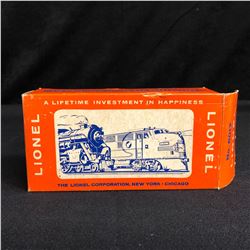 A LIFETIME INVESTMENT IN HAPPINESS
LIONEL
LIONEL
THE LIONEL CORPORATION, NEW YORK / CHICAGO